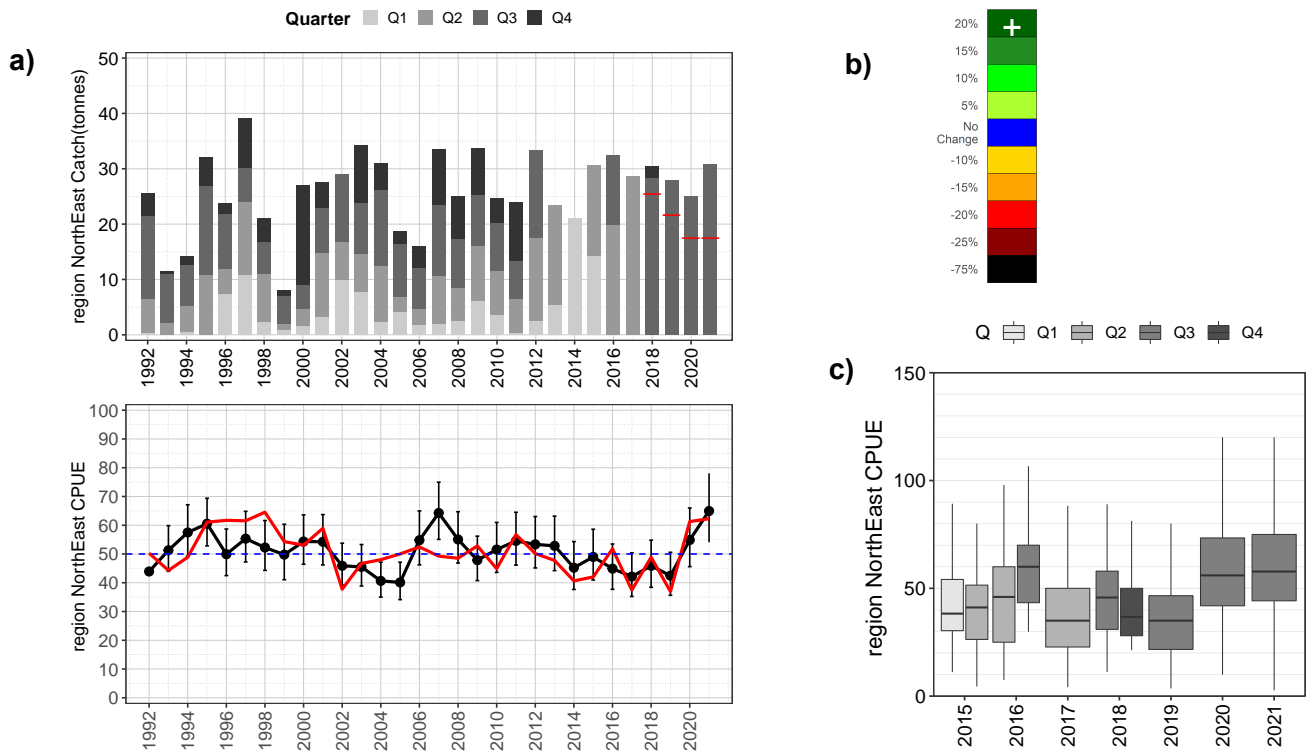 Quarter Q1 Q2 Q3 Q4
a)
region NorthEast Catch(tonnes)
50
40
30
20
10
0
1992 1994 1996 1998 2000 2002 2004 2006 2008 2010 2012 2014 2016 2018 2020
region NorthEast CPUE
100
90
80
70
60
50
40
30
20
10
0
1992 1994 1996 1998 2000 2002 2004 2006 2008 2010 2012 2014 2016 2018 2020
b)
20% +
15%
10%
5%
No
Change
-10%
-15%
-20%
-25%
-75%
Q Q1 Q2 Q3 Q4
c)
region NorthEast CPUE
150
100
50
0
2015 2016 2017 2018 2019 2020 2021